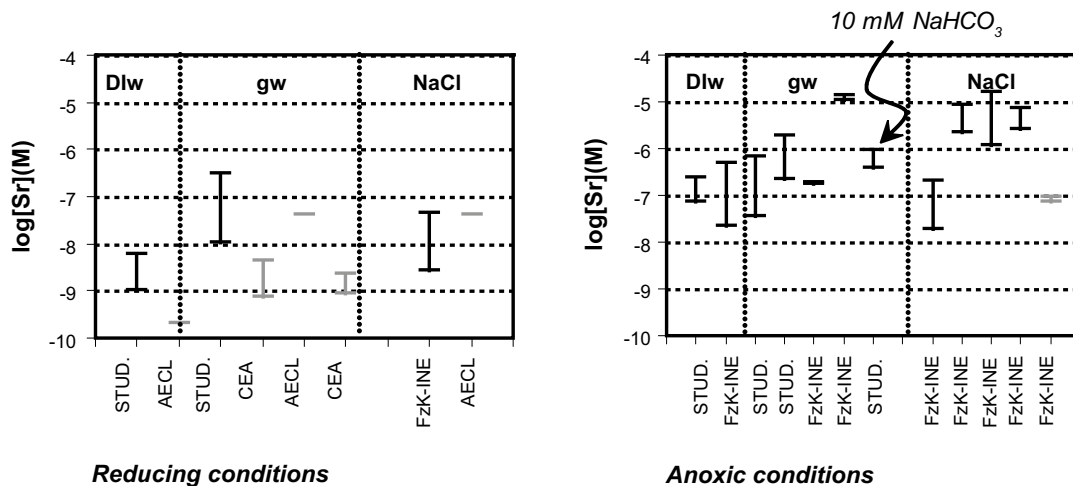 10 mM NaHCO₃
log[Sr](M)
-4
-5
-6
-7
-8
-9
-10
DIw gw NaCl
STUD. AECL STUD. CEA AECL CEA FzK-INE AECL
Reducing conditions
log[Sr](M)
-4
-5
-6
-7
-8
-9
-10
DIw gw NaCl
STUD. FzK-INE STUD. STUD. FzK-INE FzK-INE STUD. FzK-INE FzK-INE FzK-INE FzK-INE FzK-INE
Anoxic conditions